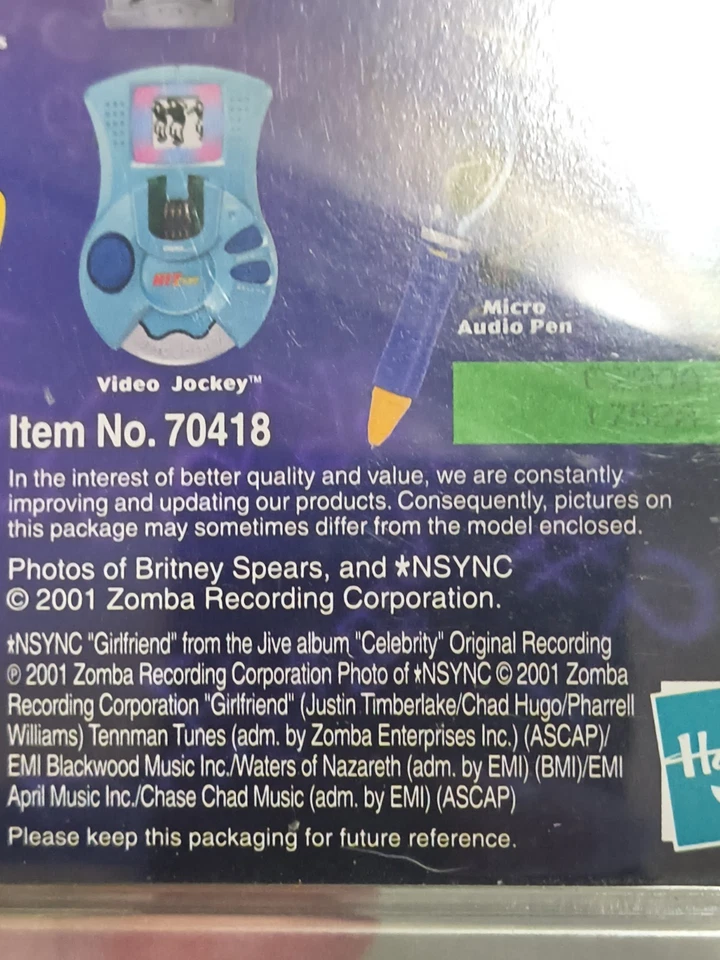 Micro
Audio Pen
Video Jockey™
Item No. 70418
In the interest of better quality and value, we are constantly
improving and updating our products. Consequently, pictures on
this package may sometimes differ from the model enclosed.
Photos of Britney Spears, and *NSYNC
© 2001 Zomba Recording Corporation.
*NSYNC "Girlfriend" from the Jive album "Celebrity" Original Recording
℗ 2001 Zomba Recording Corporation Photo of *NSYNC © 2001 Zomba
Recording Corporation "Girlfriend" (Justin Timberlake/Chad Hugo/Pharrell
Williams) Tennman Tunes (adm. by Zomba Enterprises Inc.) (ASCAP)/
EMI Blackwood Music Inc./Waters of Nazareth (adm. by EMI) (BMI)/EMI
April Music Inc./Chase Chad Music (adm. by EMI) (ASCAP)
Please keep this packaging for future reference.